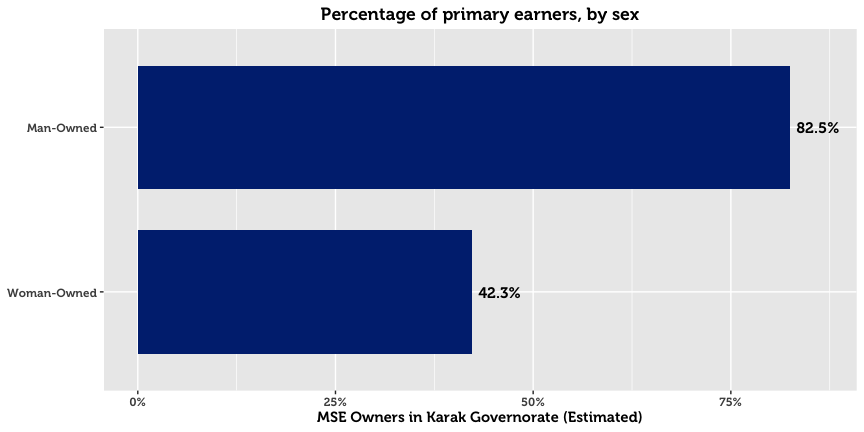 Percentage of primary earners, by sex
Man-Owned
82.5%
Woman-Owned
42.3%
0%
25%
50%
75%
MSE Owners in Karak Governorate (Estimated)